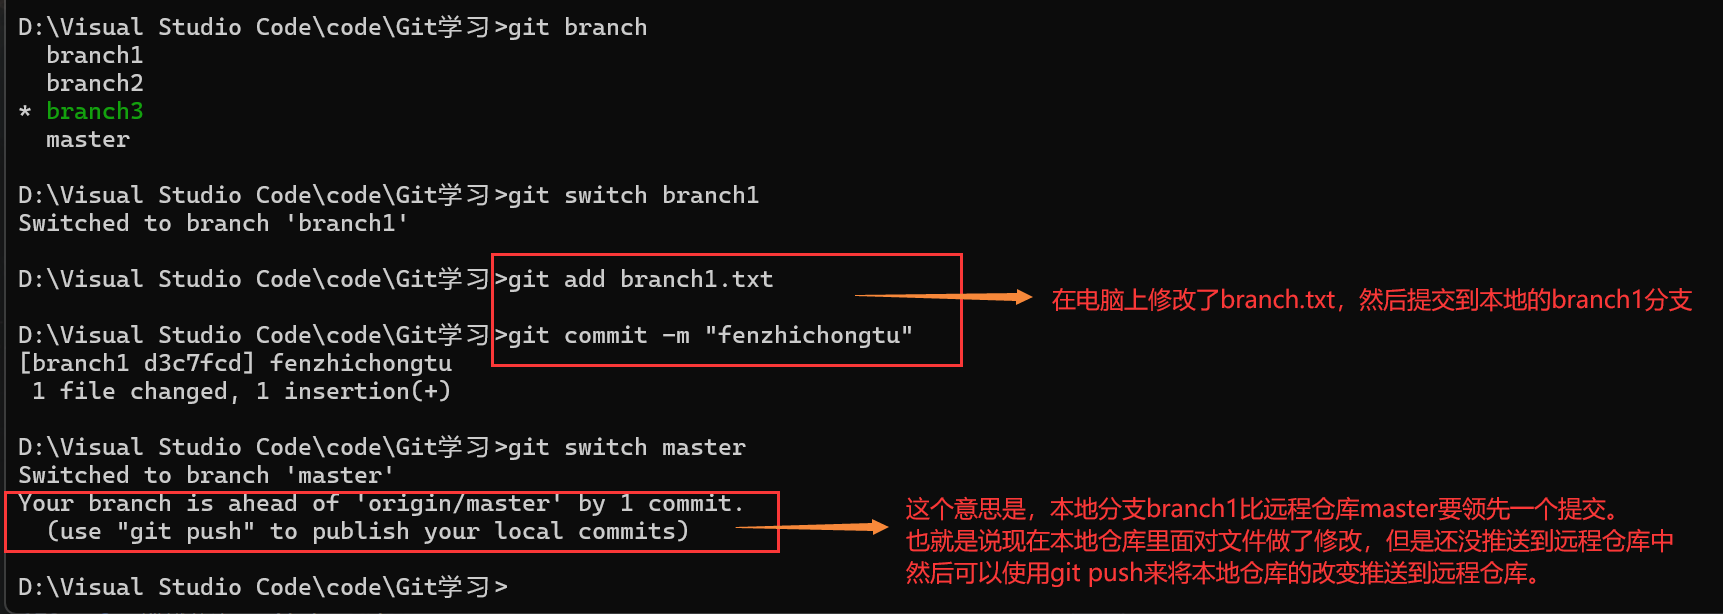 D:\Visual Studio Code\code\Git学习>git branch
  branch1
  branch2
* branch3
  master
D:\Visual Studio Code\code\Git学习>git switch branch1
Switched to branch 'branch1'
D:\Visual Studio Code\code\Git学习>git add branch1.txt
在电脑上修改了branch.txt，然后提交到本地的branch1分支
D:\Visual Studio Code\code\Git学习>git commit -m "fenzhichongtu"
[branch1 d3c7fcd] fenzhichongtu
 1 file changed, 1 insertion(+)
D:\Visual Studio Code\code\Git学习>git switch master
Switched to branch 'master'
Your branch is ahead of 'origin/master' by 1 commit.
  (use "git push" to publish your local commits)
这个意思是，本地分支branch1比远程仓库master要领先一个提交。
也就是说现在本地仓库里面对文件做了修改，但是还没推送到远程仓库中
然后可以使用git push来将本地仓库的改变推送到远程仓库。
D:\Visual Studio Code\code\Git学习>